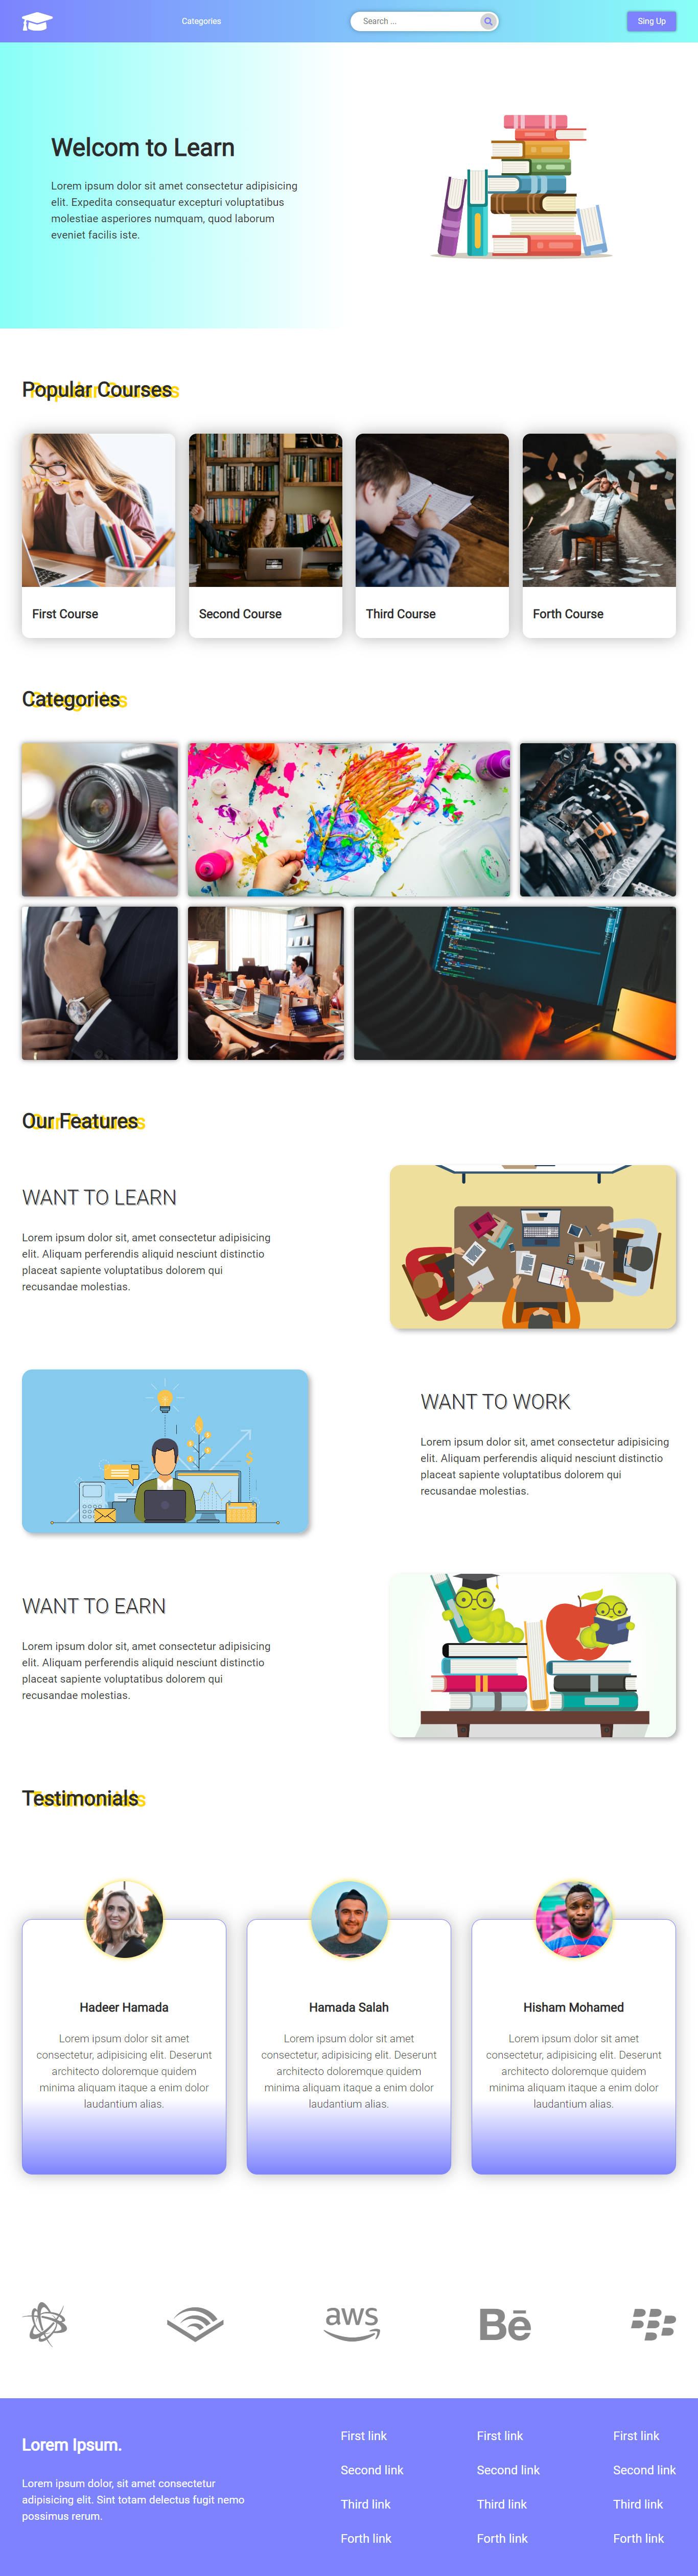 Categories
Search ...
Sing Up
Welcom to Learn
Lorem ipsum dolor sit amet consectetur adipisicing
elit. Expedita consequatur excepturi voluptatibus
molestiae asperiores numquam, quod laborum
eveniet facilis iste.
Popular Courses
First Course
Second Course
Third Course
Forth Course
Categories
Our Features
WANT TO LEARN
Lorem ipsum dolor sit, amet consectetur adipisicing
elit. Aliquam perferendis aliquid nesciunt distinctio
placeat sapiente voluptatibus dolorem qui
recusandae molestias.
WANT TO WORK
Lorem ipsum dolor sit, amet consectetur adipisicing
elit. Aliquam perferendis aliquid nesciunt distinctio
placeat sapiente voluptatibus dolorem qui
recusandae molestias.
WANT TO EARN
Lorem ipsum dolor sit, amet consectetur adipisicing
elit. Aliquam perferendis aliquid nesciunt distinctio
placeat sapiente voluptatibus dolorem qui
recusandae molestias.
Testimonials
Hadeer Hamada
Lorem ipsum dolor sit amet
consectetur, adipisicing elit. Deserunt
architecto doloremque quidem
minima aliquam itaque a enim dolor
laudantium alias.
Hamada Salah
Lorem ipsum dolor sit amet
consectetur, adipisicing elit. Deserunt
architecto doloremque quidem
minima aliquam itaque a enim dolor
laudantium alias.
Hisham Mohamed
Lorem ipsum dolor sit amet
consectetur, adipisicing elit. Deserunt
architecto doloremque quidem
minima aliquam itaque a enim dolor
laudantium alias.
aws
Bē
Lorem Ipsum.
Lorem ipsum dolor, sit amet consectetur
adipisicing elit. Sint totam delectus fugit nemo
possimus rerum.
First link
Second link
Third link
Forth link
First link
Second link
Third link
Forth link
First link
Second link
Third link
Forth link